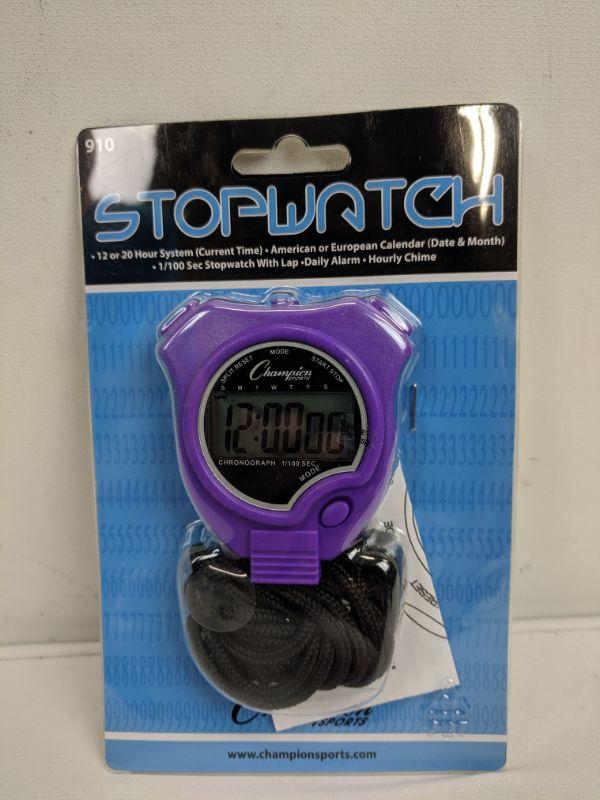 910
STOPWATCH
• 12 or 20 Hour System (Current Time) • American or European Calendar (Date & Month)
• 1/100 Sec Stopwatch With Lap •Daily Alarm • Hourly Chime
MODE
SPLIT RESET
START STOP
Champion
SPORTS
S M T W T F S
12:00 00
CHRONOGRAPH 1/100 SEC
MODE
RESET
SPORTS
www.championsports.com